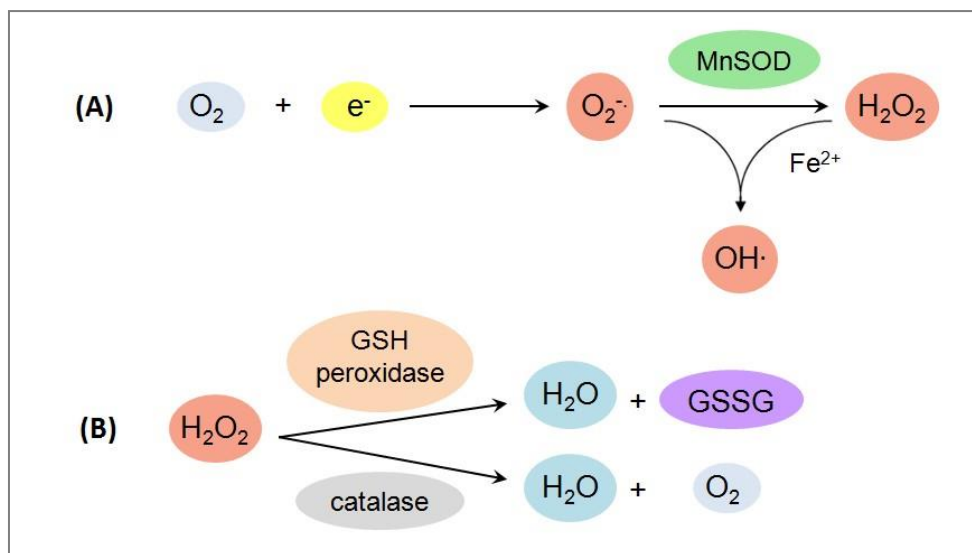 MnSOD
(A) O₂ + e⁻ O₂⁻· H₂O₂
Fe²⁺
OH·
GSH
peroxidase
H₂O + GSSG
(B) H₂O₂
catalase H₂O + O₂